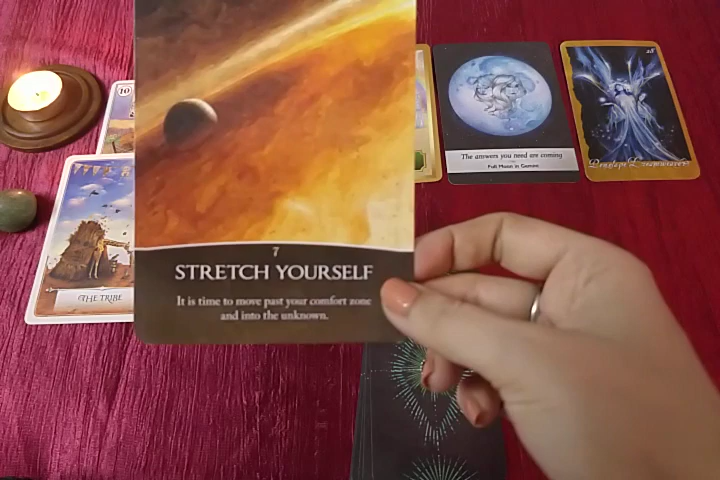 10
28
The answers you need are coming
Full Moon in Gemini
7
STRETCH YOURSELF
It is time to move past your comfort zone
and into the unknown.
THE TRIBE